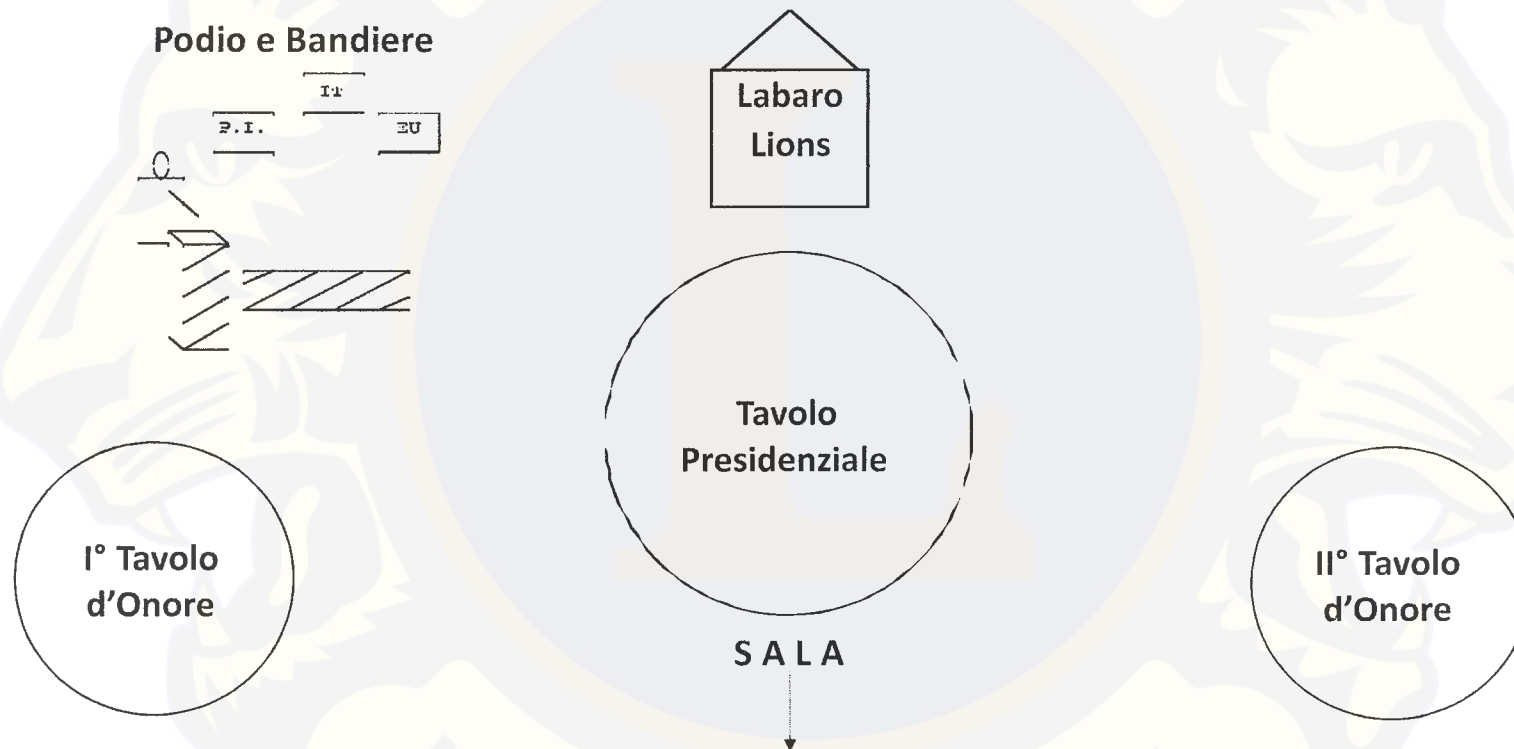 Podio e Bandiere
IT
P.I.
EU
Labaro
Lions
Tavolo
Presidenziale
I° Tavolo
d’Onore
II° Tavolo
d’Onore
S A L A